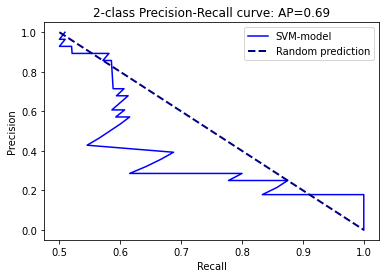 2-class Precision-Recall curve: AP=0.69
SVM-model
Random prediction
Precision
1.0
0.8
0.6
0.4
0.2
0.0
0.5 0.6 0.7 0.8 0.9 1.0
Recall